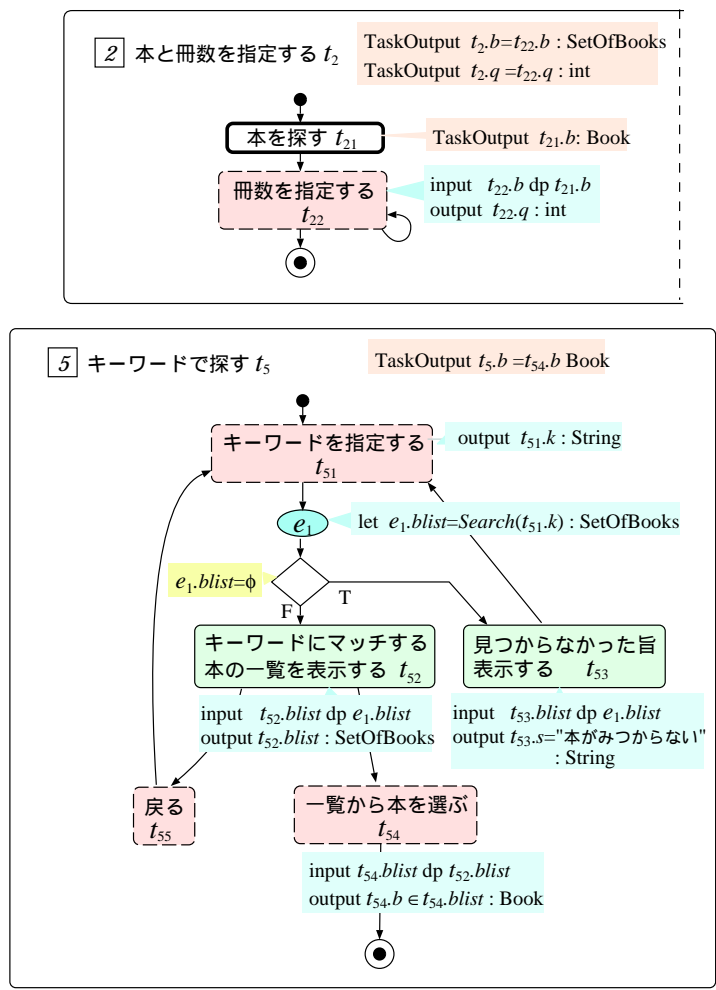 2 本と冊数を指定する t₂
TaskOutput t₂.b=t₂₂.b : SetOfBooks
TaskOutput t₂.q =t₂₂.q : int
本を探す t₂₁
TaskOutput t₂₁.b: Book
冊数を指定する
t₂₂
input t₂₂.b dp t₂₁.b
output t₂₂.q : int
5 キーワードで探す t₅
TaskOutput t₅.b =t₅₄.b Book
キーワードを指定する
t₅₁
output t₅₁.k : String
e₁
let e₁.blist=Search(t₅₁.k) : SetOfBooks
e₁.blist=ϕ
F
T
キーワードにマッチする
本の一覧を表示する t₅₂
見つからなかった旨
表示する t₅₃
input t₅₂.blist dp e₁.blist
output t₅₂.blist : SetOfBooks
input t₅₃.blist dp e₁.blist
output t₅₃.s="本がみつからない"
: String
戻る
t₅₅
一覧から本を選ぶ
t₅₄
input t₅₄.blist dp t₅₂.blist
output t₅₄.b ∈ t₅₄.blist : Book